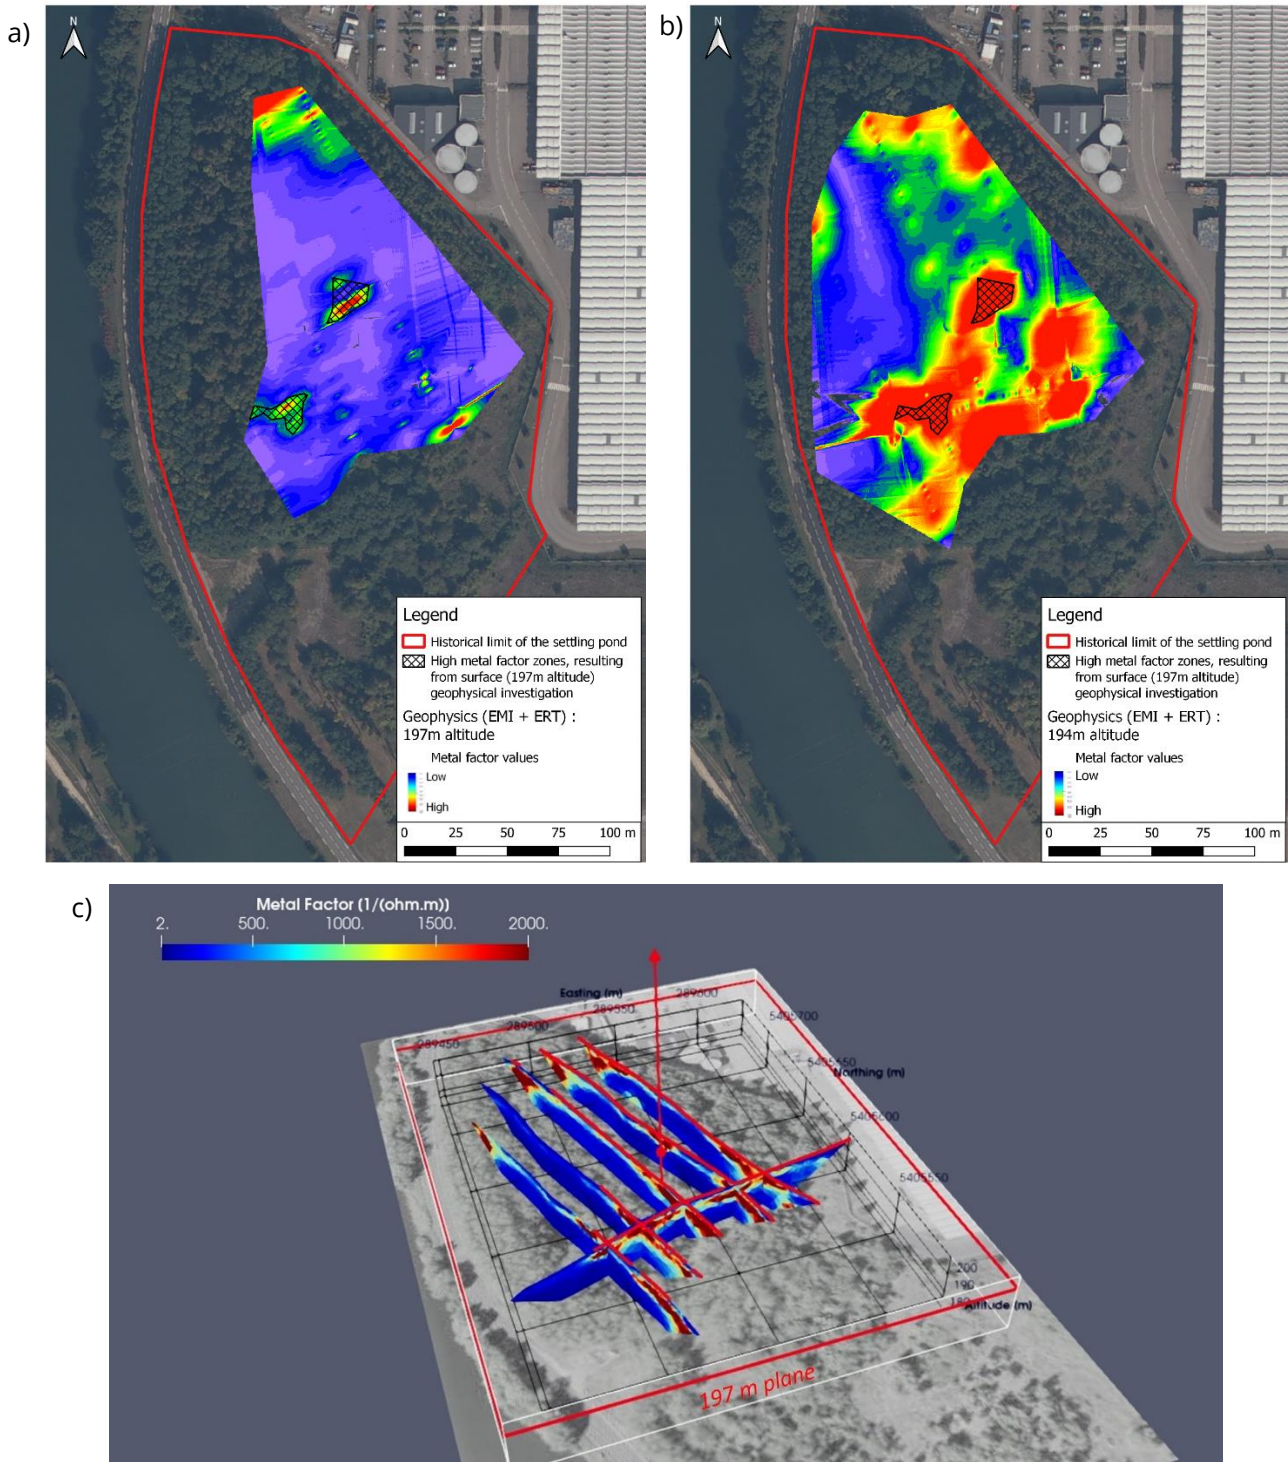 a)
N
Legend
Historical limit of the settling pond
High metal factor zones, resulting
from surface (197m altitude)
geophysical investigation
Geophysics (EMI + ERT) :
197m altitude
Metal factor values
Low
High
0 25 50 75 100 m
b)
N
Legend
Historical limit of the settling pond
High metal factor zones, resulting
from surface (197m altitude)
geophysical investigation
Geophysics (EMI + ERT) :
194m altitude
Metal factor values
Low
High
0 25 50 75 100 m
c)
Metal Factor [1/(ohm.m)]
2. 500. 1000. 1500. 2000.
Easting (m)
289450
289500
289550
289600
5405700
5405650
Northing (m)
5405600
5405550
200
190
Altitude (m)
197 m plane